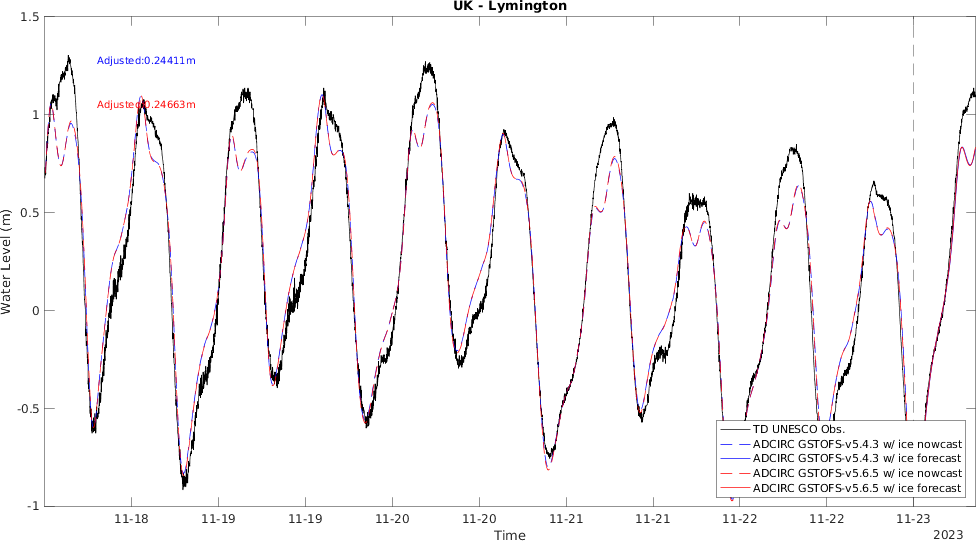 UK - Lymington
1.5
1
0.5
0
-0.5
-1
Water Level (m)
Adjusted:0.24411m
Adjusted:0.24663m
TD UNESCO Obs.
ADCIRC GSTOFS-v5.4.3 w/ ice nowcast
ADCIRC GSTOFS-v5.4.3 w/ ice forecast
ADCIRC GSTOFS-v5.6.5 w/ ice nowcast
ADCIRC GSTOFS-v5.6.5 w/ ice forecast
11-18 11-19 11-19 11-20 11-20 11-21 11-21 11-22 11-22 11-23
Time
2023